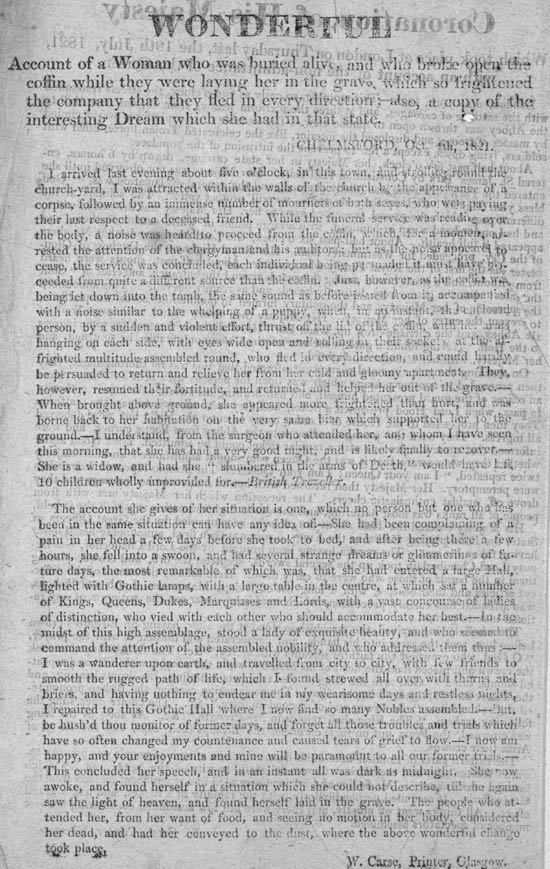 WONDERFUL
Account of a Woman who was buried alive, and who broke open the
coffin while they were laying her in the grave, which so frightened
the company that they fled in every direction; also, a copy of the
interesting Dream which she had in that state.
CHELMSFORD, Oct. 4th, 1821.
I arrived last evening about five o'clock, in this town, and strolling round the
church-yard, I was attracted within the walls of the church by the appearance of a
corpse, followed by an immense number of mourners of both sexes, who were paying
their last respect to a deceased friend. While the funeral service was reading over
the body, a noise was heard to proceed from the coffin, which, for a moment, ar-
rested the attention of the clergyman and his auditors; but as the noise appeared to
cease, the service was concluded, each individual being persuaded it must have pro-
ceeded from quite a different source than the coffin. Just, however, as the coffin was
being let down into the tomb, the same sound as before issued from it, accompanied
with a noise similar to the whelping of a puppy, when, in an instant, the enclosed
person, by a sudden and violent effort, thrust off the lid of the coffin, with her arms
hanging on each side, with eyes wide open and rolling in their sockets, at the af-
frighted multitude assembled round, who fled in every direction, and could hardly
be persuaded to return and relieve her from her cold and gloomy apartment. They,
however, resumed their fortitude, and returned and helped her out of the grave.—
When brought above ground, she appeared more frightened than hurt, and was
borne back to her habitation on the very same bier which supported her to the
ground.—I understand, from the surgeon who attended her, and whom I have seen
this morning, that she has had a very good night, and is likely finally to recover.—
She is a widow, and had she " slumbered in the arms of Death," would have left
10 children wholly unprovided for.—British Traveller.
The account she gives of her situation is one, which no person but one who has
been in the same situation can have any idea of.—She had been complaining of a
pain in her head a few days before she took to bed, and after being there a few
hours, she fell into a swoon, and had several strange dreams or glimmerings of fu-
ture days, the most remarkable of which was, that she had entered a large Hall,
lighted with Gothic lamps, with a large table in the centre, at which sat a number
of Kings, Queens, Dukes, Marquisses and Lords, with a vast concourse of ladies
of distinction, who vied with each other who should accommodate her best.—In the
midst of this high assemblage, stood a lady of exquisite beauty, and who seemed to
command the attention of the assembled nobility, and who addressed them thus :—
I was a wanderer upon earth, and travelled from city to city, with few friends to
smooth the rugged path of life, which I found strewed all over with thorns and
briers, and having nothing to endear me in my wearisome days and restless nights,
I repaired to this Gothic Hall where I now find so many Nobles assembled.—But,
be hush'd thou monitor of former days, and forget all those troubles and trials which
have so often changed my countenance and caused tears of grief to flow.—I now am
happy, and your enjoyments and mine will be paramount to all our former trials.—
This concluded her speech, and in an instant all was dark as midnight. She now
awoke, and found herself in a situation which she could not describe, till she again
saw the light of heaven, and found herself laid in the grave. The people who at-
tended her, from her want of food, and seeing no motion in her body, considered
her dead, and had her conveyed to the dust, where the above wonderful change
took place.
W. Carse, Printer, Glasgow.